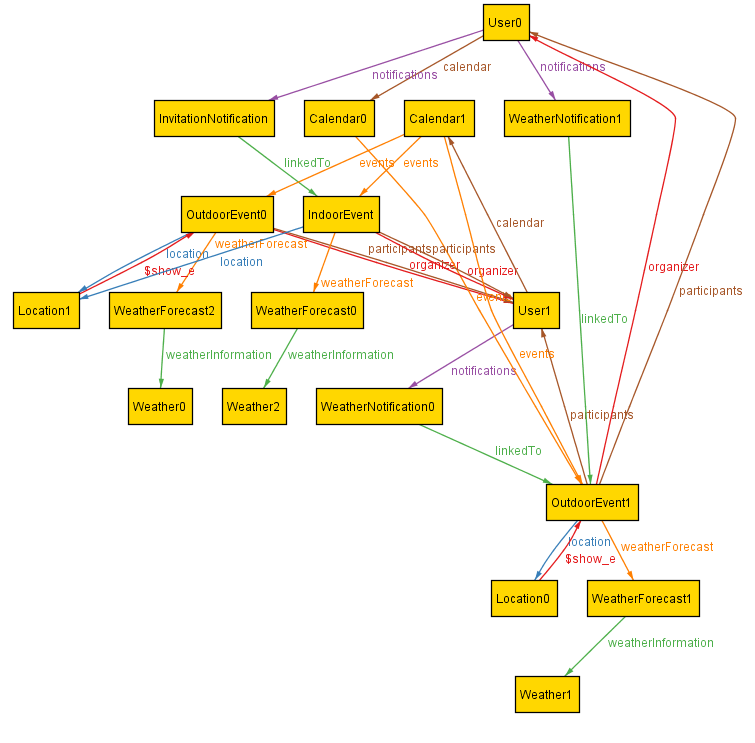 User0
notifications
calendar
notifications
InvitationNotification
Calendar0
Calendar1
WeatherNotification1
linkedTo
events
events
OutdoorEvent0
IndoorEvent
calendar
weatherForecast
location
location
$show_e
participants
participants
organizer
organizer
organizer
weatherForecast
participants
Location1
WeatherForecast2
WeatherForecast0
events
User1
linkedTo
weatherInformation
weatherInformation
events
notifications
Weather0
Weather2
WeatherNotification0
participants
linkedTo
OutdoorEvent1
location
weatherForecast
$show_e
Location0
WeatherForecast1
weatherInformation
Weather1